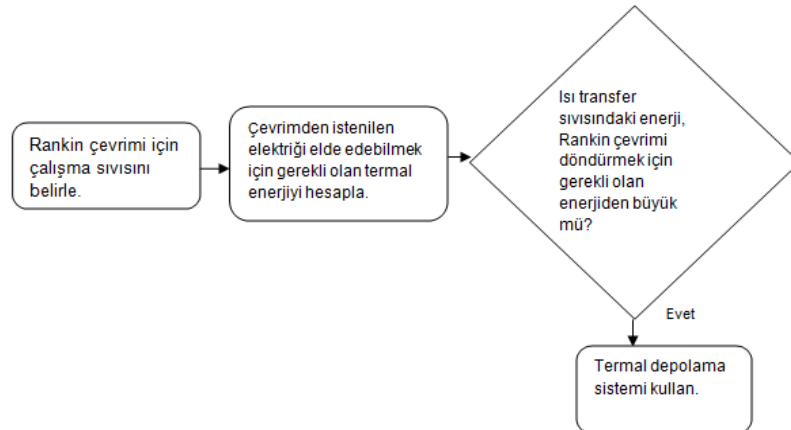 Rankin çevrimi için
çalışma sıvısını
belirle.
Çevrimden istenilen
elektriği elde edebilmek
için gerekli olan termal
enerjiyi hesapla.
Isı transfer
sıvısındaki enerji,
Rankin çevrimi
döndürmek için
gerekli olan
enerjiden büyük
mü?
Evet
Termal depolama
sistemi kullan.